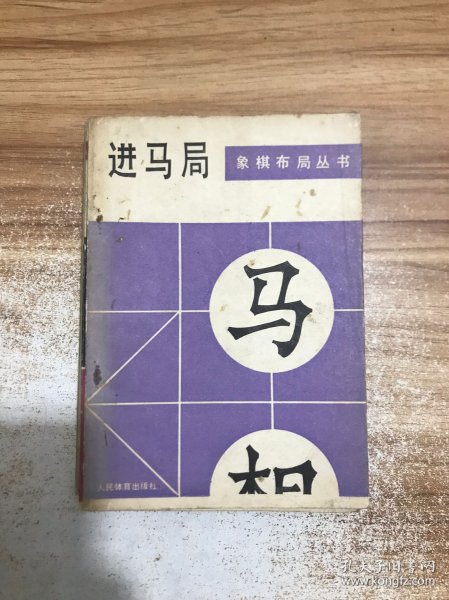 进马局
象棋布局丛书
马
相
人民体育出版社
孔夫子旧书网
www.kongfz.com